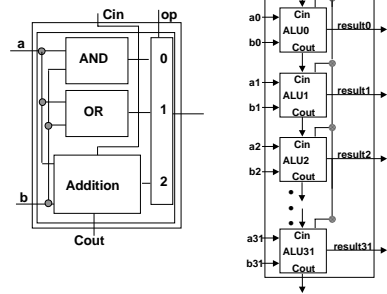 Cin op
a
AND 0
OR 1
Addition 2
b
Cout
a0 Cin result0
ALU0
b0 Cout
a1 Cin result1
ALU1
b1 Cout
a2 Cin result2
ALU2
b2 Cout
a31 Cin result31
ALU31
b31 Cout